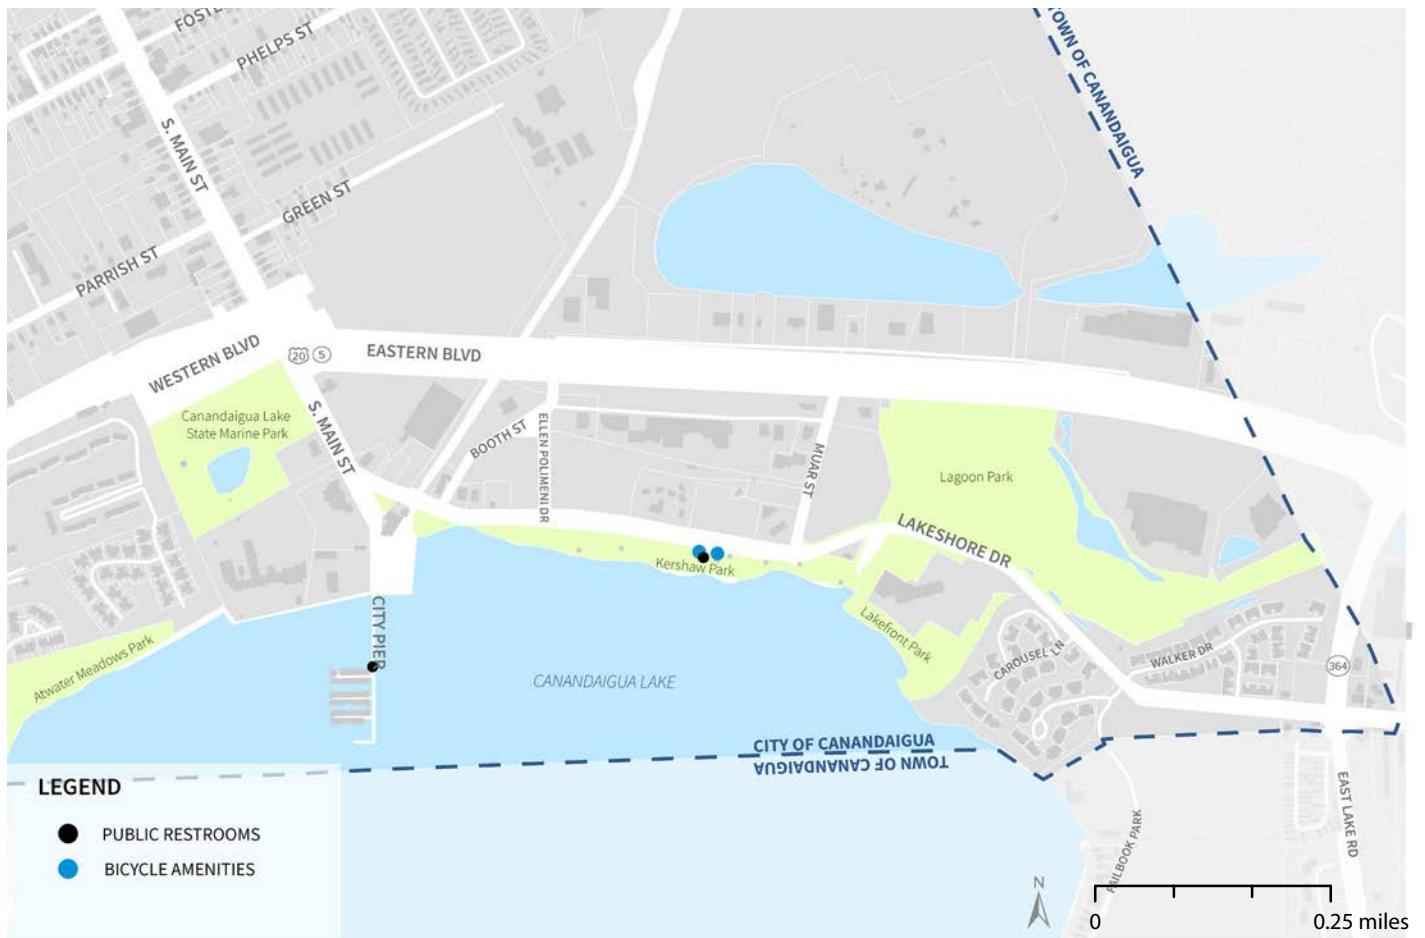 FOSTE
PHELPS ST
S. MAIN ST
GREEN ST
PARRISH ST
TOWN OF CANANDAIGUA
WESTERN BLVD
20
5
EASTERN BLVD
Canandaigua Lake
State Marine Park
S. MAIN ST
BOOTH ST
ELLEN POLIMENI DR
MUAR ST
Lagoon Park
LAKESHORE DR
Kershaw Park
Lakefront Park
CITY PIER
Atwater Meadows Park
CANANDAIGUA LAKE
CAROUSEL LN
WALKER DR
364
CITY OF CANANDAIGUA
TOWN OF CANANDAIGUA
EAST LAKE RD
FALLBOOK PARK
LEGEND
PUBLIC RESTROOMS
BICYCLE AMENITIES
N
0
0.25 miles